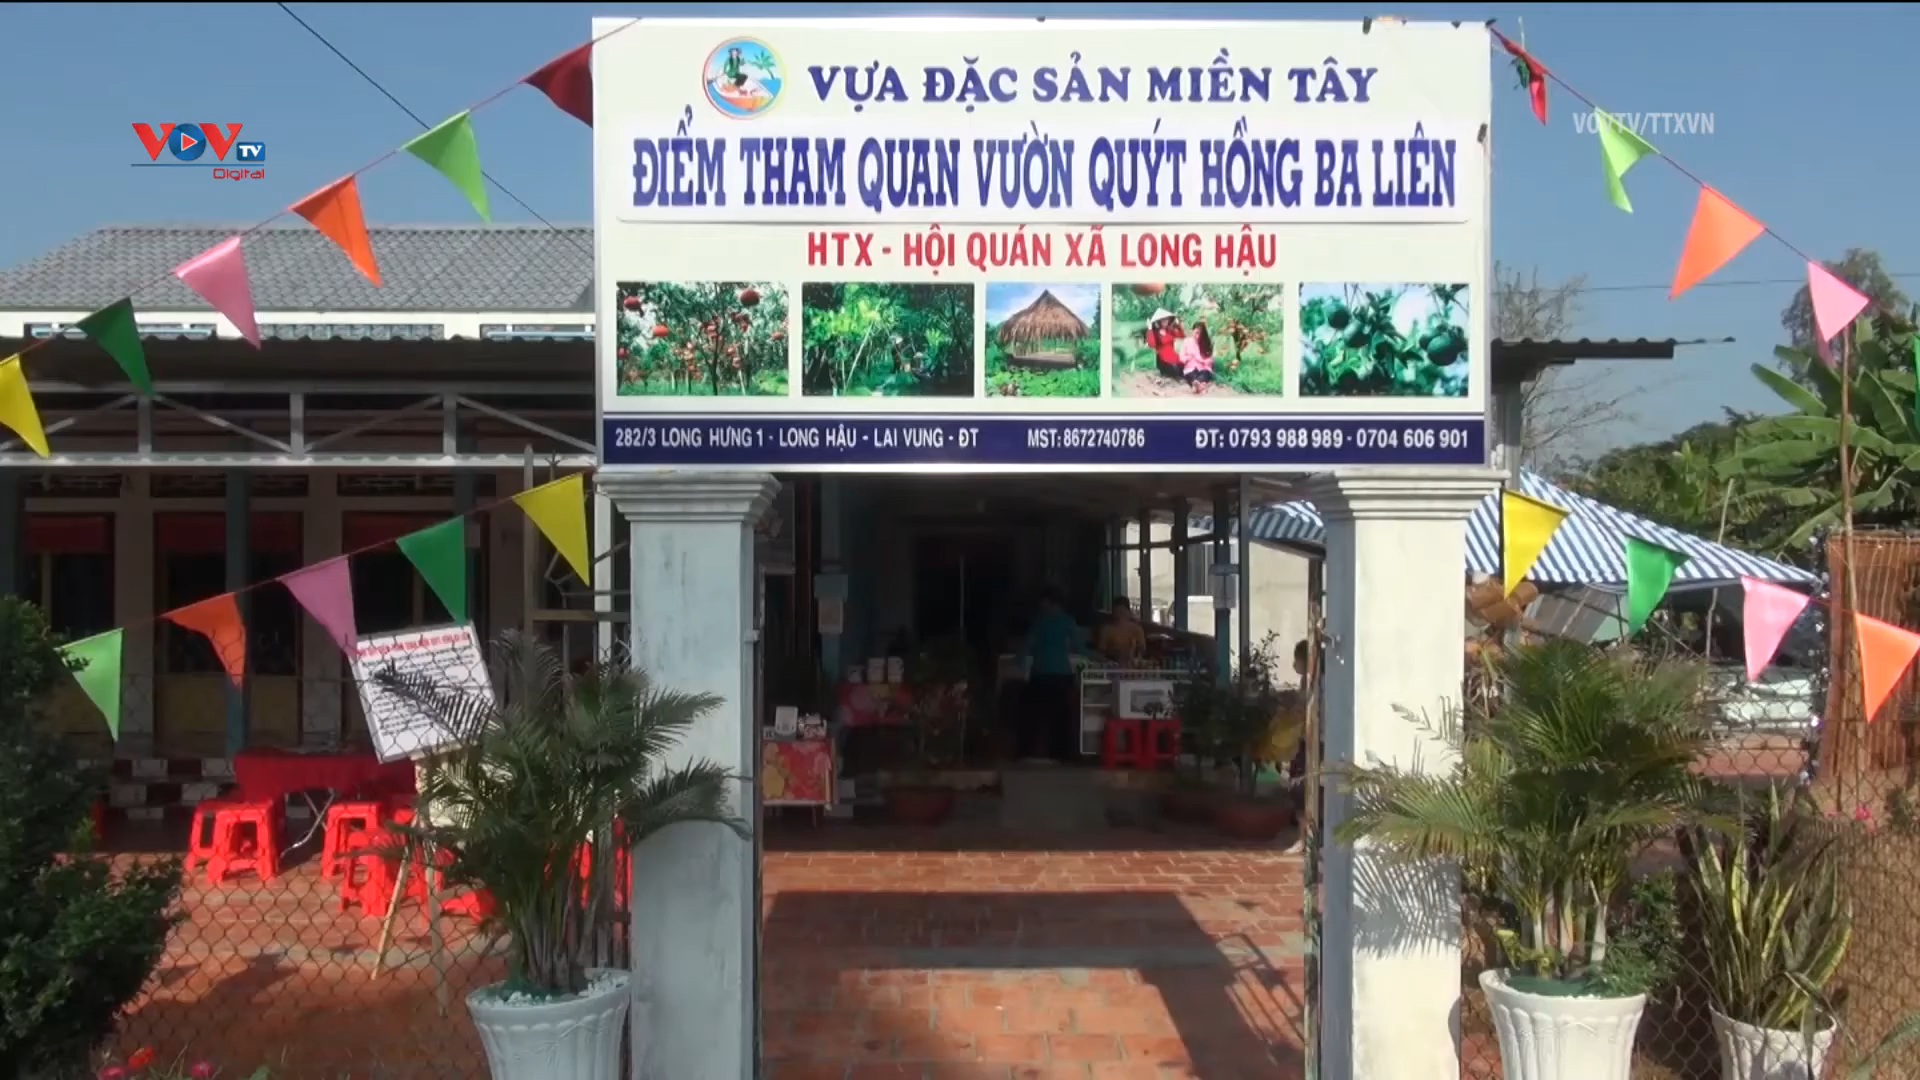 VỰA ĐẶC SẢN MIỀN TÂY
VOV TV
Digital
VOVTV/TTXVN
ĐIỂM THAM QUAN VƯỜN QUÝT HỒNG BA LIÊN
HTX - HỘI QUÁN XÃ LONG HẬU
282/3 LONG HƯNG 1 - LONG HẬU - LAI VUNG - ĐT MST: 8672740786 ĐT: 0793 988 989 - 0704 606 901